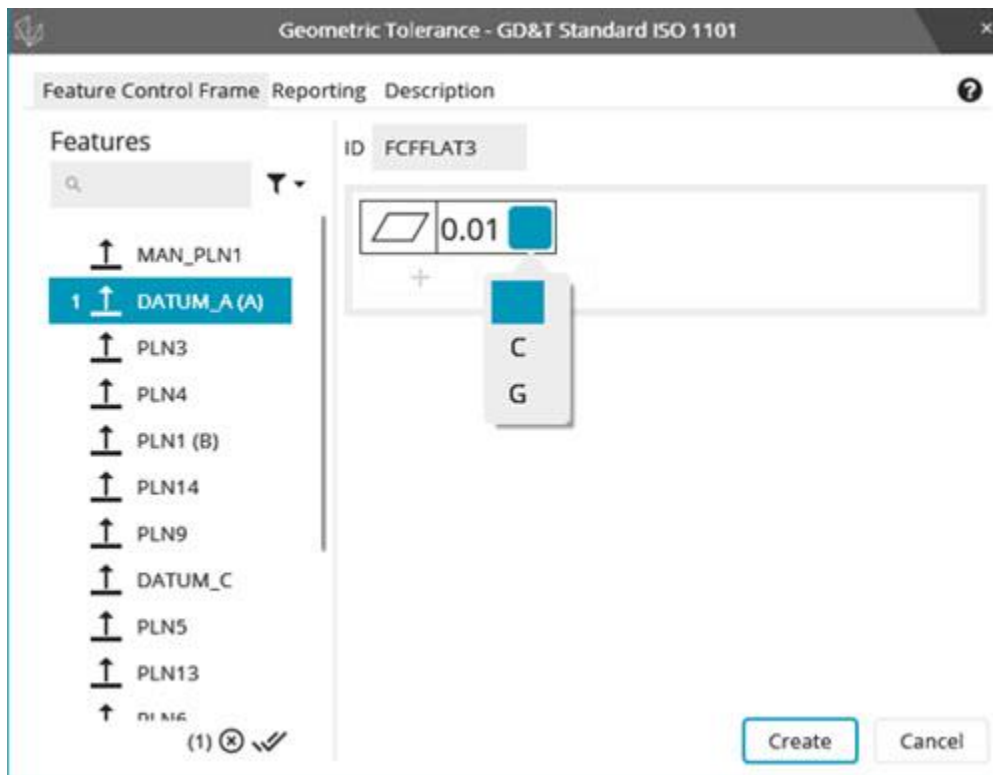 Geometric Tolerance - GD&T Standard ISO 1101
Feature Control Frame Reporting Description
Features
ID FCFFLAT3
0.01
C
G
MAN_PLN1
1 DATUM_A (A)
PLN3
PLN4
PLN1 (B)
PLN14
PLN9
DATUM_C
PLN5
PLN13
(1)
Create Cancel